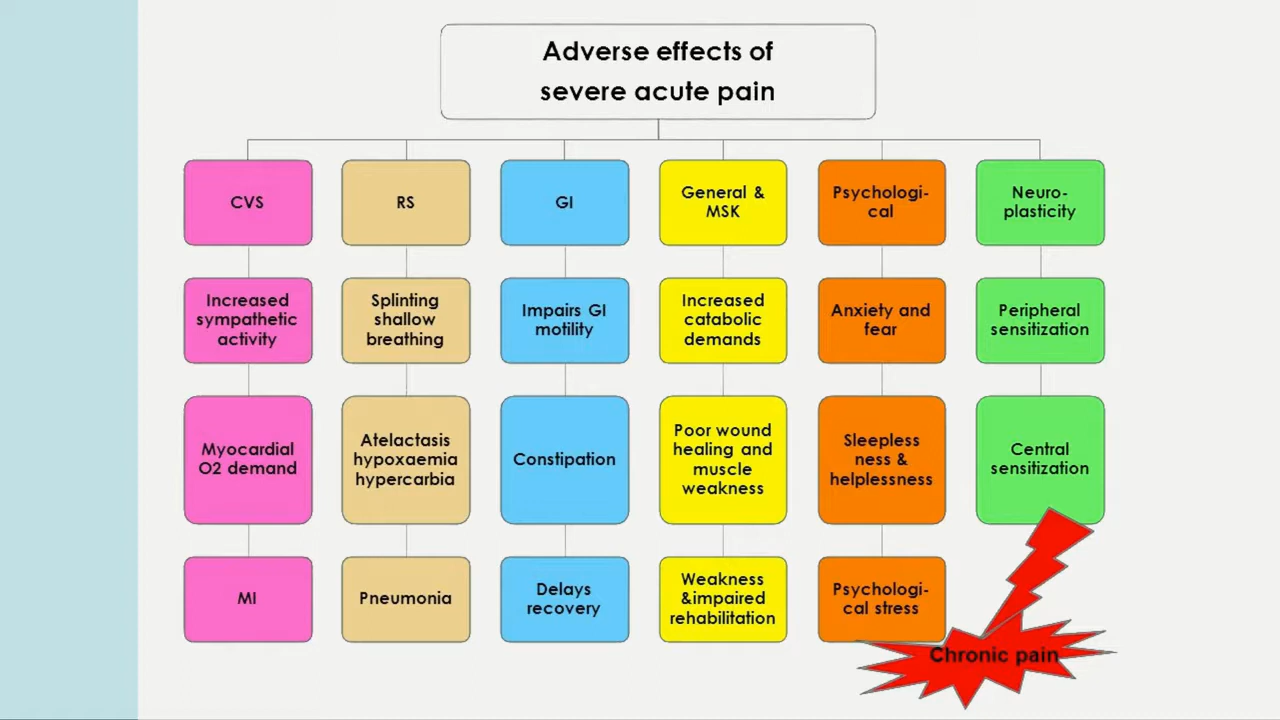 Adverse effects of
severe acute pain
CVS
RS
GI
General &
MSK
Psychologi-
cal
Neuro-
plasticity
Increased
sympathetic
activity
Splinting
shallow
breathing
Impairs GI
motility
Increased
catabolic
demands
Anxiety and
fear
Peripheral
sensitization
Myocardial
O2 demand
Atelactasis
hypoxaemia
hypercarbia
Constipation
Poor wound
healing and
muscle
weakness
Sleepless
ness &
helplessness
Central
sensitization
MI
Pneumonia
Delays
recovery
Weakness
&impaired
rehabilitation
Psychologi-
cal stress
Chronic pain